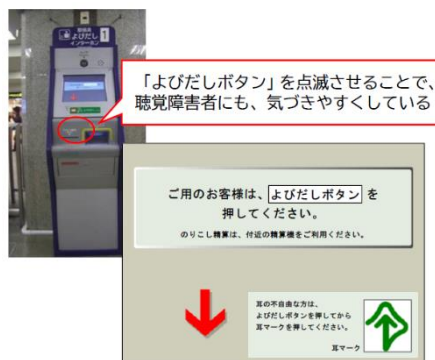 駅係員
よびだし 1
インターホン
「よびだしボタン」を点滅させることで、
聴覚障害者にも、気づきやすくしている
ご用のお客様は、よびだしボタン を
押してください。
のりこし精算は、付近の精算機をご利用ください。
耳の不自由な方は、
よびだしボタンを押してから
耳マークを押してください。
耳マーク